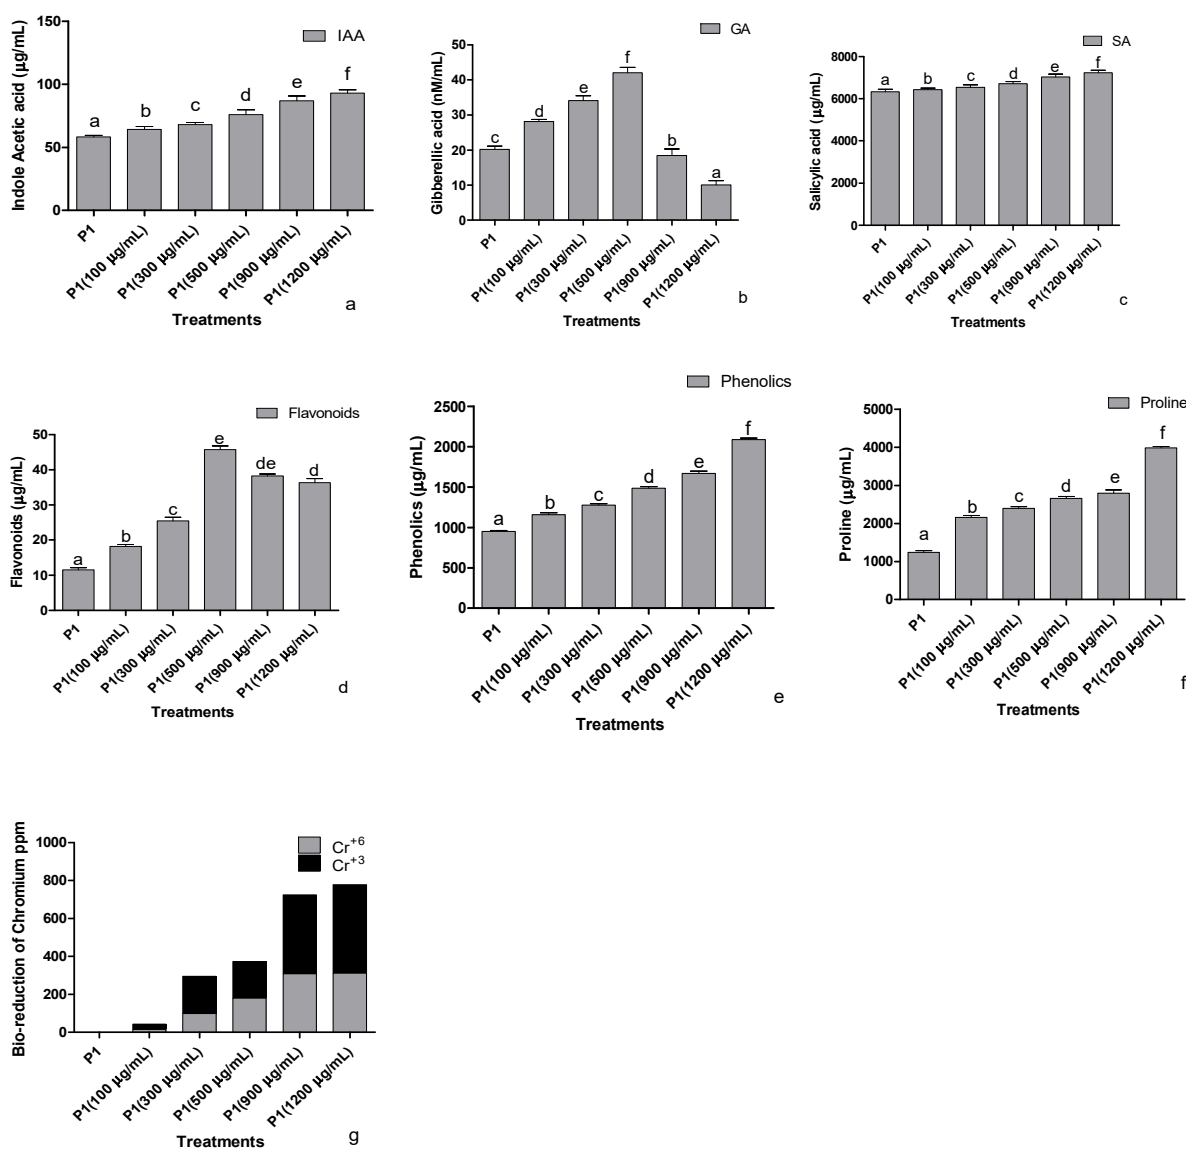 IAA
Indole Acetic acid (µg/mL)
150
100
50
0
a
b
c
d
e
f
P1
P1(100 µg/mL)
P1(300 µg/mL)
P1(500 µg/mL)
P1(900 µg/mL)
P1(1200 µg/mL)
Treatments
a
GA
Gibberellic acid (nM/mL)
50
40
30
20
10
0
c
d
e
f
b
a
P1
P1(100 µg/mL)
P1(300 µg/mL)
P1(500 µg/mL)
P1(900 µg/mL)
P1(1200 µg/mL)
Treatments
b
SA
Salicylic acid (µg/mL)
8000
6000
4000
2000
0
a
b
c
d
e
f
P1
P1(100 µg/mL)
P1(300 µg/mL)
P1(500 µg/mL)
P1(900 µg/mL)
P1(1200 µg/mL)
Treatments
c
Flavonoids
Flavonoids (µg/mL)
50
40
30
20
10
0
a
b
c
e
de
d
P1
P1(100 µg/mL)
P1(300 µg/mL)
P1(500 µg/mL)
P1(900 µg/mL)
P1(1200 µg/mL)
Treatments
d
Phenolics
Phenolics (µg/mL)
2500
2000
1500
1000
500
0
a
b
c
d
e
f
P1
P1(100 µg/mL)
P1(300 µg/mL)
P1(500 µg/mL)
P1(900 µg/mL)
P1(1200 µg/mL)
Treatments
e
Proline
Proline (µg/mL)
5000
4000
3000
2000
1000
0
a
b
c
d
e
f
P1
P1(100 µg/mL)
P1(300 µg/mL)
P1(500 µg/mL)
P1(900 µg/mL)
P1(1200 µg/mL)
Treatments
f
Cr+6
Cr+3
Bio-reduction of Chromium ppm
1000
800
600
400
200
0
P1
P1(100 µg/mL)
P1(300 µg/mL)
P1(500 µg/mL)
P1(900 µg/mL)
P1(1200 µg/mL)
Treatments
g